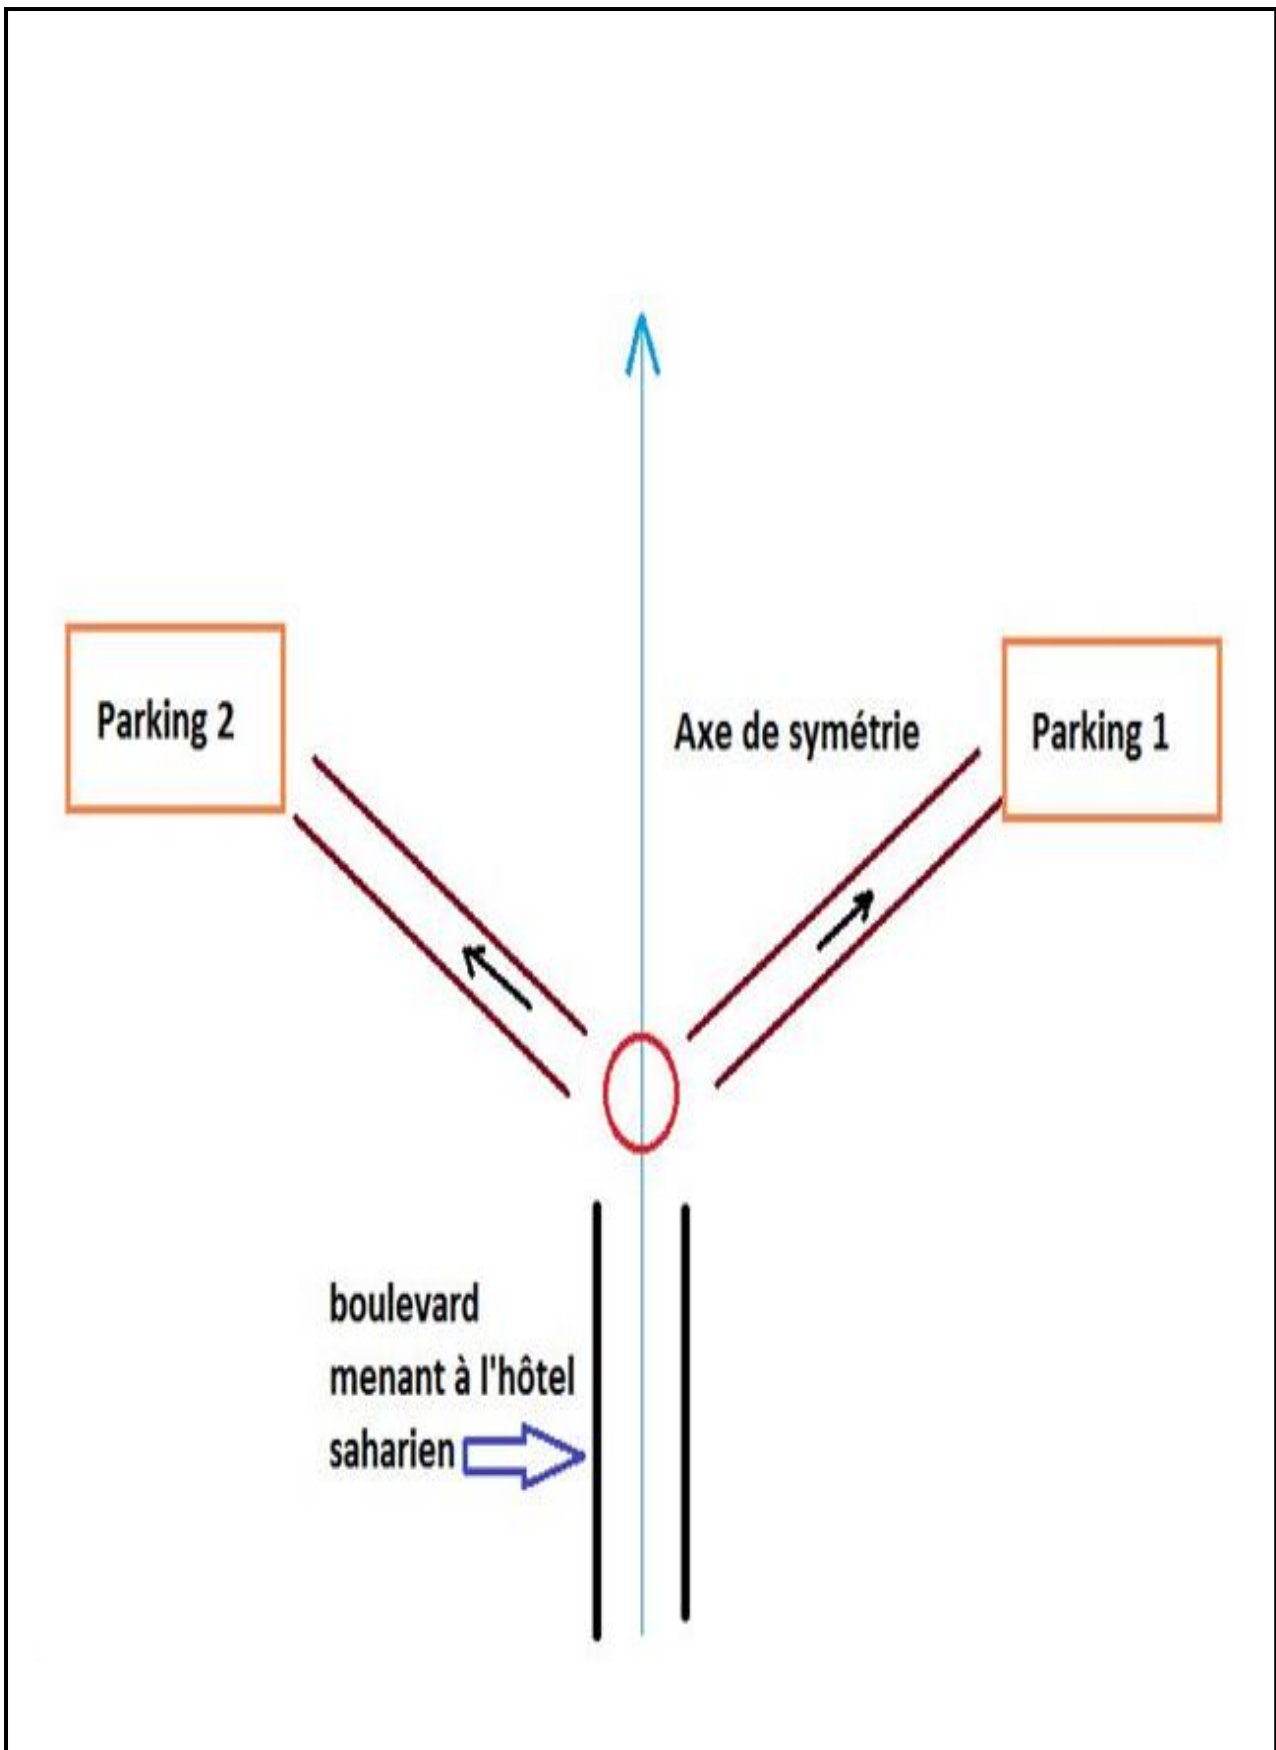 Parking 2
Axe de symétrie
Parking 1
boulevard
menant à l'hôtel
saharien